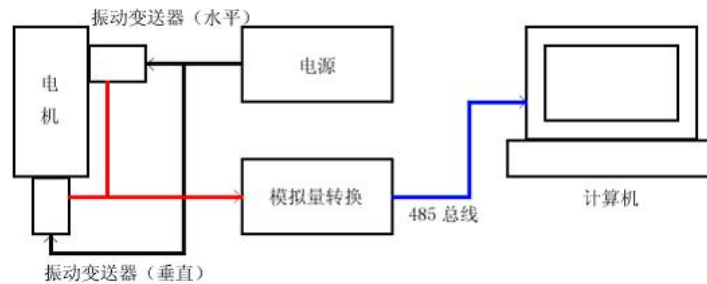 振动变送器（水平）
电
机
电源
模拟量转换
485 总线
计算机
振动变送器（垂直）